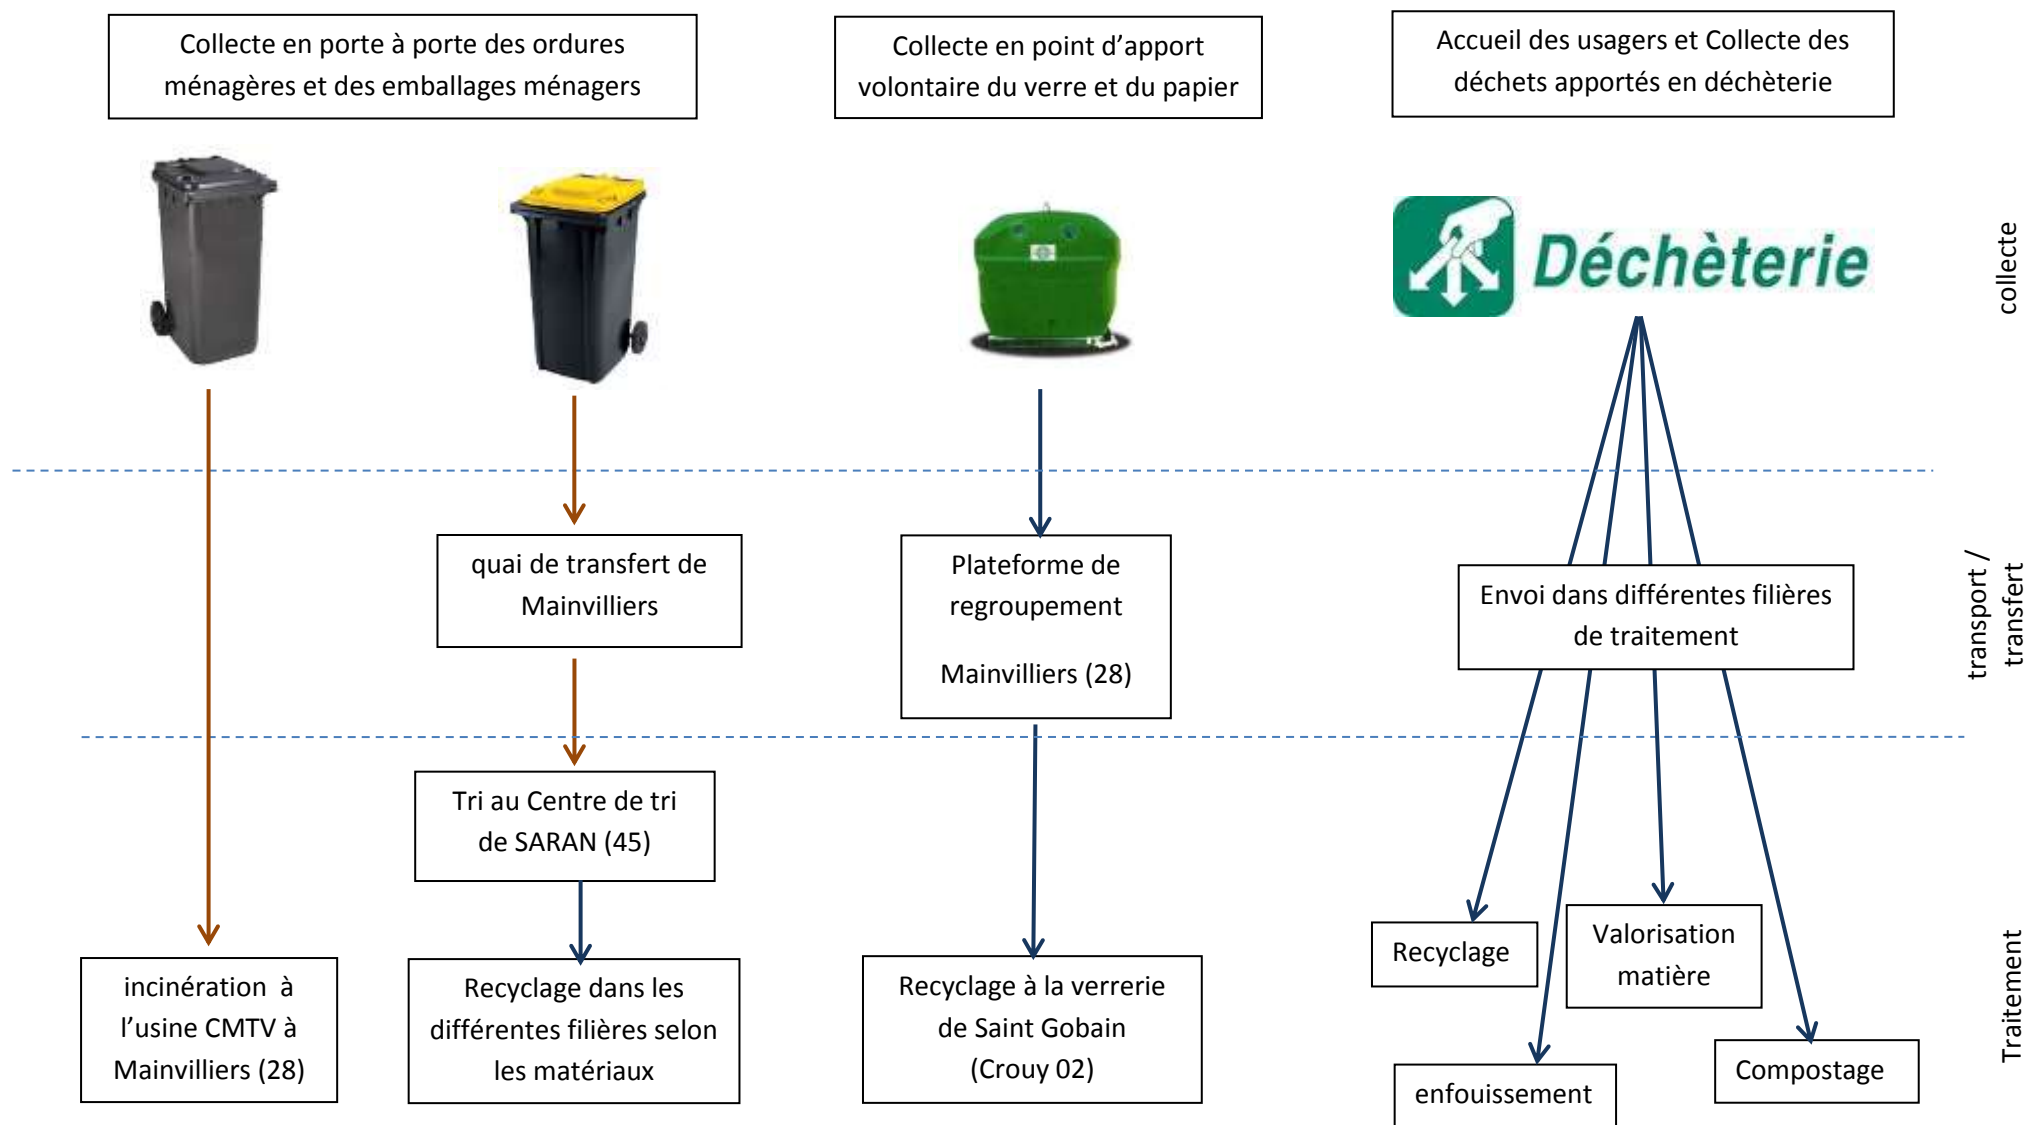 Collecte en porte à porte des ordures
ménagères et des emballages ménagers
Collecte en point d’apport
volontaire du verre et du papier
Accueil des usagers et Collecte des
déchets apportés en déchèterie
Déchèterie
collecte
quai de transfert de
Mainvilliers
Plateforme de
regroupement
Mainvilliers (28)
Envoi dans différentes filières
de traitement
transport /
transfert
Tri au Centre de tri
de SARAN (45)
incinération à
l’usine CMTV à
Mainvilliers (28)
Recyclage dans les
différentes filières selon
les matériaux
Recyclage à la verrerie
de Saint Gobain
(Crouy 02)
Recyclage
Valorisation
matière
enfouissement
Compostage
Traitement